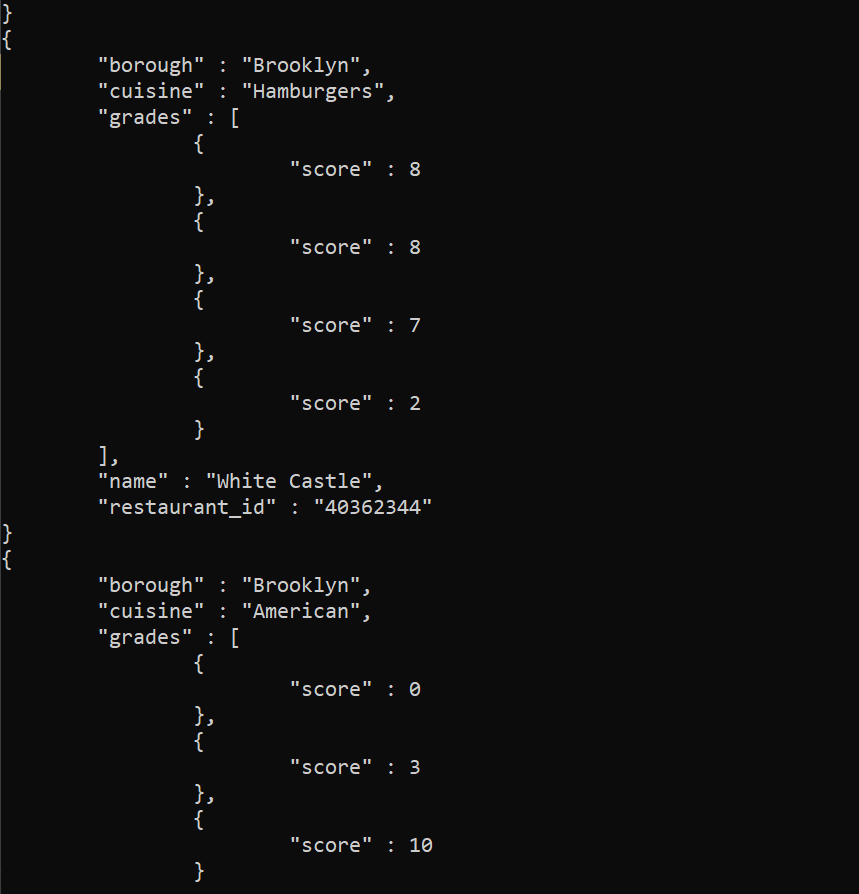 }
{
        "borough" : "Brooklyn",
        "cuisine" : "Hamburgers",
        "grades" : [
                {
                        "score" : 8
                },
                {
                        "score" : 8
                },
                {
                        "score" : 7
                },
                {
                        "score" : 2
                }
        ],
        "name" : "White Castle",
        "restaurant_id" : "40362344"
}
{
        "borough" : "Brooklyn",
        "cuisine" : "American",
        "grades" : [
                {
                        "score" : 0
                },
                {
                        "score" : 3
                },
                {
                        "score" : 10
                }